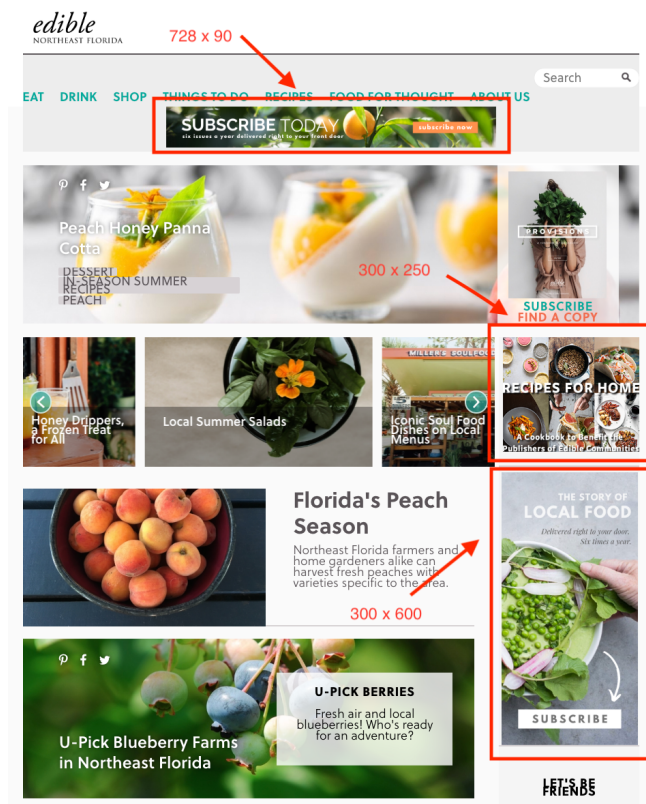 edible
NORTHEAST FLORIDA
728 x 90
Search
EAT DRINK SHOP THINGS TO DO RECIPES FOOD FOR THOUGHT ABOUT US
SUBSCRIBE TODAY
six issues a year delivered right to your front door
subscribe now
Peach Honey Panna
Cotta
DESSERT
IN-SEASON SUMMER
RECIPES
PEACH
PROVISIONS
300 x 250
SUBSCRIBE
FIND A COPY
Honey Drippers,
a Frozen Treat
for All
Local Summer Salads
MILLER'S SOULFOOD
Iconic Soul Food
Dishes on Local
Menus
RECIPES FOR HOME
A Cookbook to Benefit the
Publishers of Edible Communities
Florida's Peach
Season
Northeast Florida farmers and
home gardeners alike can
harvest fresh peaches with
varieties specific to the area.
300 x 600
THE STORY OF
LOCAL FOOD
Delivered right to your door.
Six times a year.
SUBSCRIBE
U-Pick Blueberry Farms
in Northeast Florida
U-PICK BERRIES
Fresh air and local
blueberries! Who's ready
for an adventure?
LET'S BE
FRIENDS